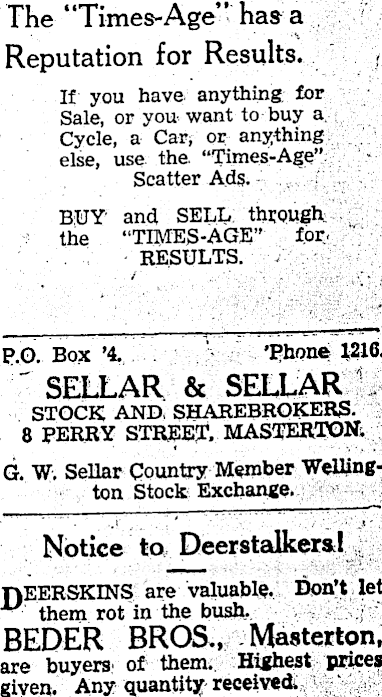 The "Times-Age" has a
Reputation for Results.
If you have anything for
Sale, or you want to buy a
Cycle, a Car, or anything
else, use the "Times-Age"
Scatter Ads.
BUY and SELL through
the "TIMES-AGE" for
RESULTS.
P.O. Box '4. 'Phone 1216.
SELLAR & SELLAR
STOCK AND SHAREBROKERS.
8 PERRY STREET, MASTERTON.
G. W. Sellar Country Member Welling-
ton Stock Exchange.
Notice to Deerstalkers!
DEERSKINS are valuable. Don't let
them rot in the bush.
BEDER BROS., Masterton,
are buyers of them. Highest prices
given. Any quantity received.